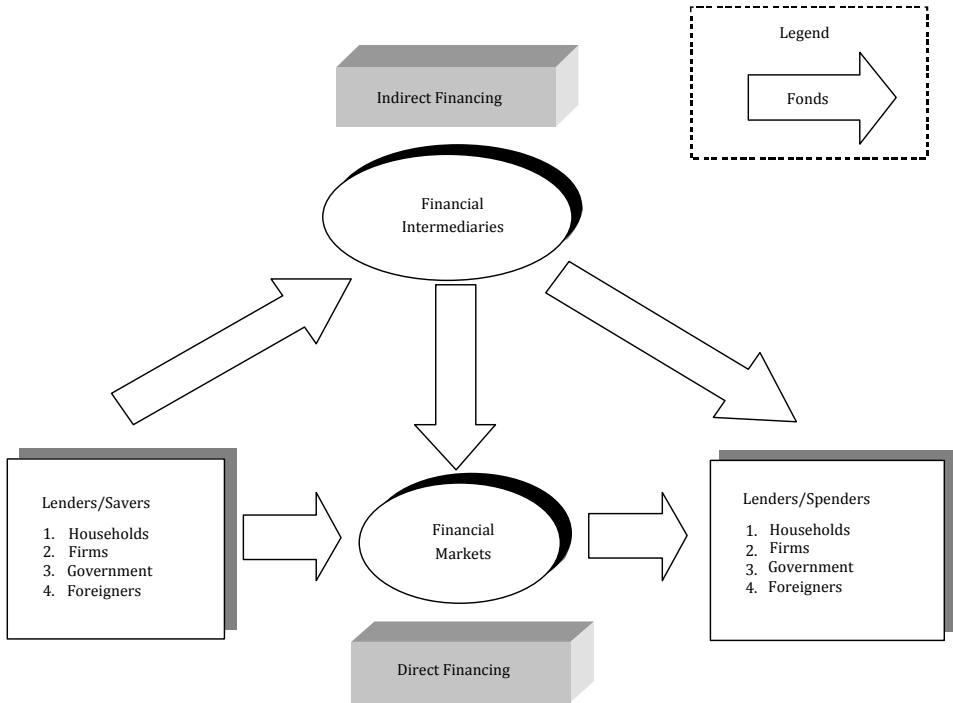 Legend
Fonds
Indirect Financing
Financial
Intermediaries
Lenders/Savers
1. Households
2. Firms
3. Government
4. Foreigners
Financial
Markets
Lenders/Spenders
1. Households
2. Firms
3. Government
4. Foreigners
Direct Financing